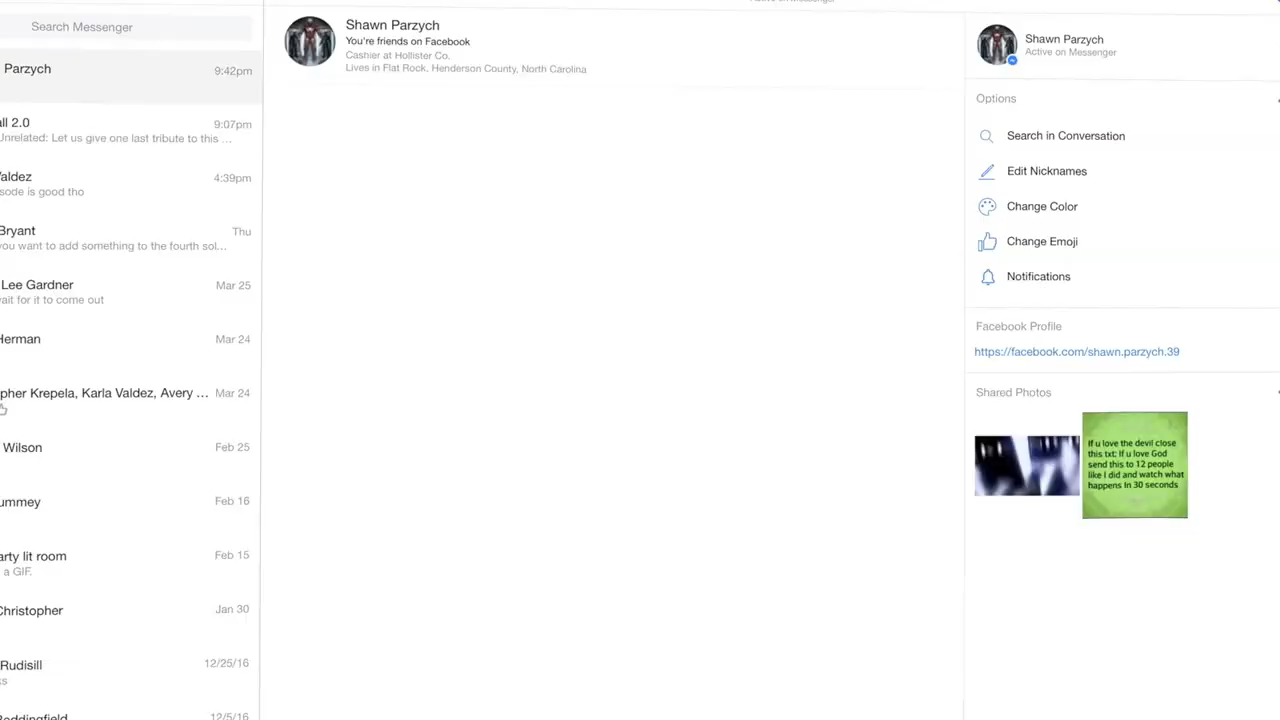 Search Messenger
Parzych
9:42pm
all 2.0
9:07pm
Unrelated: Let us give one last tribute to this ...
Valdez
4:39pm
sode is good tho
Bryant
Thu
you want to add something to the fourth sol...
Lee Gardner
Mar 25
wait for it to come out
Herman
Mar 24
pher Krepela, Karla Valdez, Avery ...
Mar 24
Wilson
Feb 25
ummey
Feb 16
arty lit room
Feb 15
a GIF.
Christopher
Jan 30
Rudisill
12/25/16
ks
Reddingfield
12/5/16
Shawn Parzych
You're friends on Facebook
Cashier at Hollister Co.
Lives in Flat Rock, Henderson County, North Carolina
Shawn Parzych
Active on Messenger
Options
Search in Conversation
Edit Nicknames
Change Color
Change Emoji
Notifications
Facebook Profile
https://facebook.com/shawn.parzych.39
Shared Photos
If u love the devil close
this txt: If u love God
send this to 12 people
like I did and watch what
happens In 30 seconds